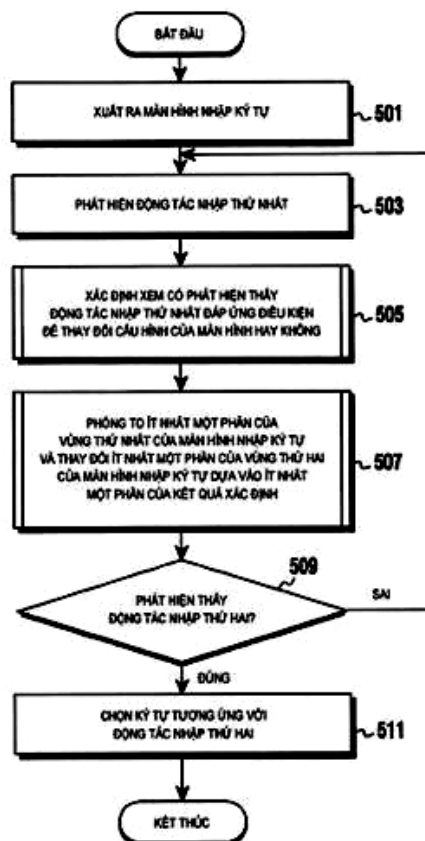 BẮT ĐẦU
XUẤT RA MÀN HÌNH NHẬP KÝ TỰ
501
PHÁT HIỆN ĐỘNG TÁC NHẬP THỨ NHẤT
503
XÁC ĐỊNH XEM CÓ PHÁT HIỆN THẤY
ĐỘNG TÁC NHẬP THỨ NHẤT ĐÁP ỨNG ĐIỀU KIỆN
ĐỂ THAY ĐỔI CẤU HÌNH CỦA MÀN HÌNH HAY KHÔNG
505
PHÓNG TO ÍT NHẤT MỘT PHẦN CỦA
VÙNG THỨ NHẤT CỦA MÀN HÌNH NHẬP KÝ TỰ
VÀ THAY ĐỔI ÍT NHẤT MỘT PHẦN CỦA VÙNG THỨ HAI
CỦA MÀN HÌNH NHẬP KÝ TỰ DỰA VÀO ÍT NHẤT
MỘT PHẦN CỦA KẾT QUẢ XÁC ĐỊNH
507
509
PHÁT HIỆN THẤY
ĐỘNG TÁC NHẬP THỨ HAI?
SAI
ĐÚNG
CHỌN KÝ TỰ TƯƠNG ỨNG VỚI
ĐỘNG TÁC NHẬP THỨ HAI
511
KẾT THÚC